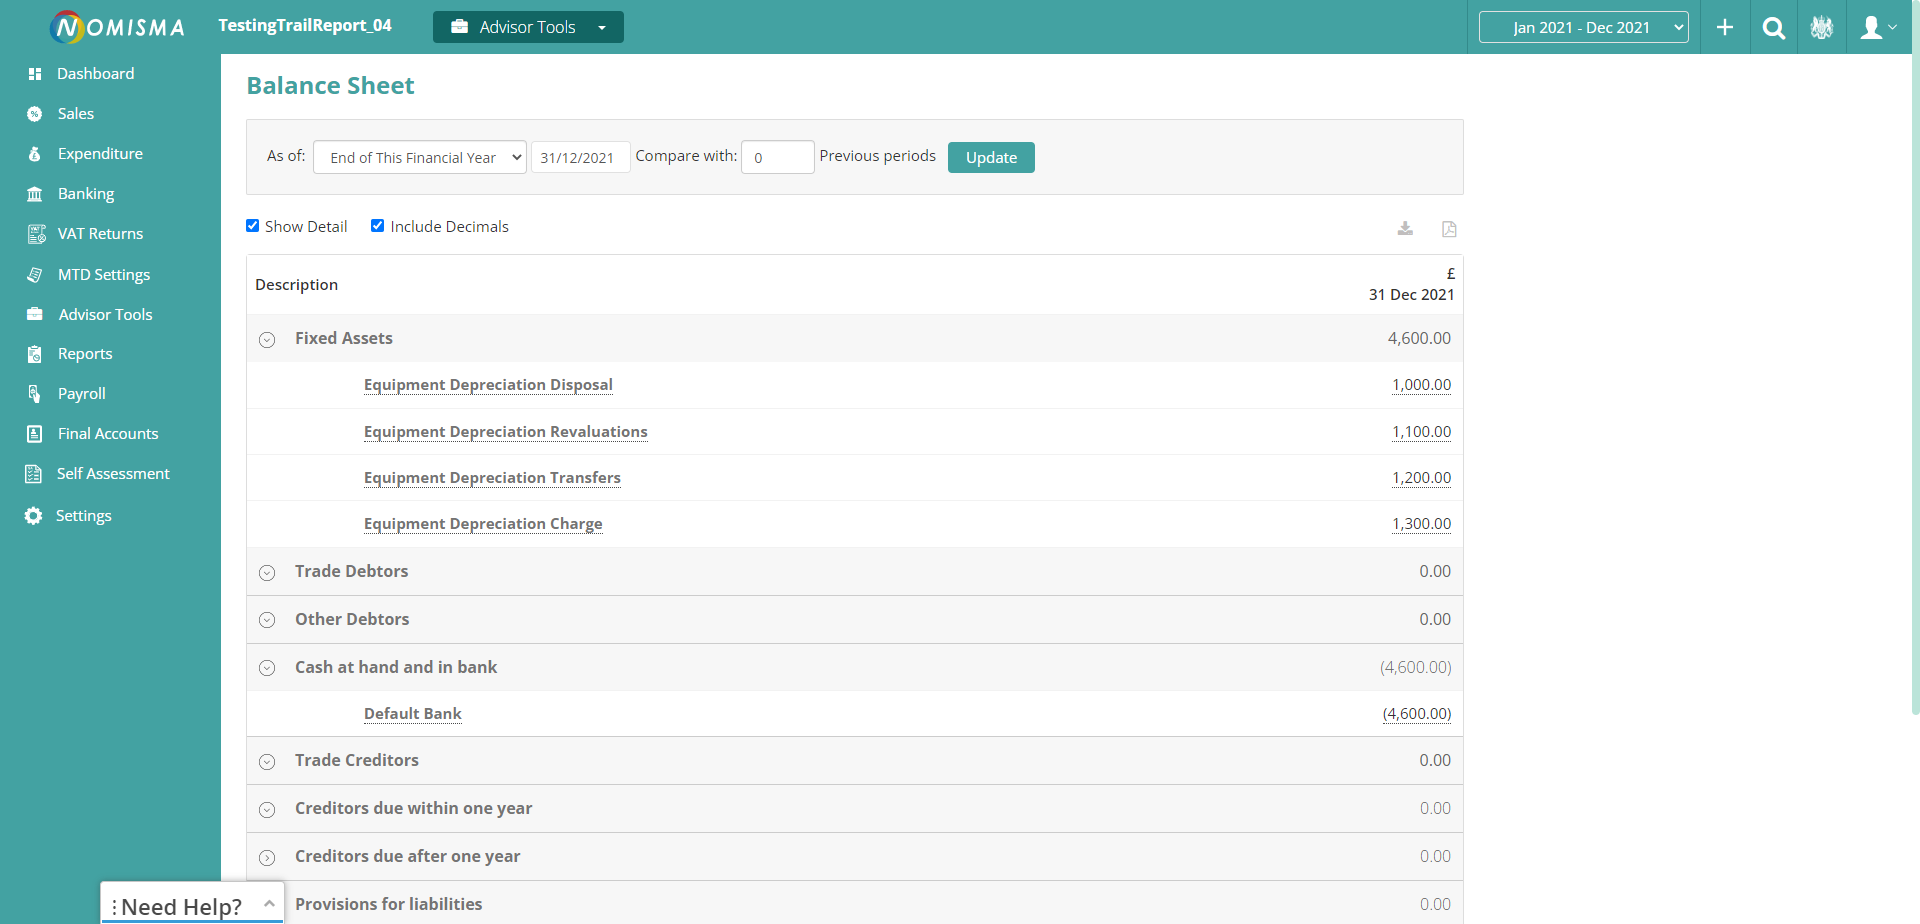 NOMISMA
TestingTrailReport_04
Advisor Tools
Jan 2021 - Dec 2021
Dashboard
Sales
Expenditure
Banking
VAT Returns
MTD Settings
Advisor Tools
Reports
Payroll
Final Accounts
Self Assessment
Settings
Balance Sheet
As of: End of This Financial Year 31/12/2021 Compare with: 0 Previous periods Update
Show Detail Include Decimals
Description £
31 Dec 2021
Fixed Assets 4,600.00
Equipment Depreciation Disposal 1,000.00
Equipment Depreciation Revaluations 1,100.00
Equipment Depreciation Transfers 1,200.00
Equipment Depreciation Charge 1,300.00
Trade Debtors 0.00
Other Debtors 0.00
Cash at hand and in bank (4,600.00)
Default Bank (4,600.00)
Trade Creditors 0.00
Creditors due within one year 0.00
Creditors due after one year 0.00
Provisions for liabilities 0.00
Need Help?